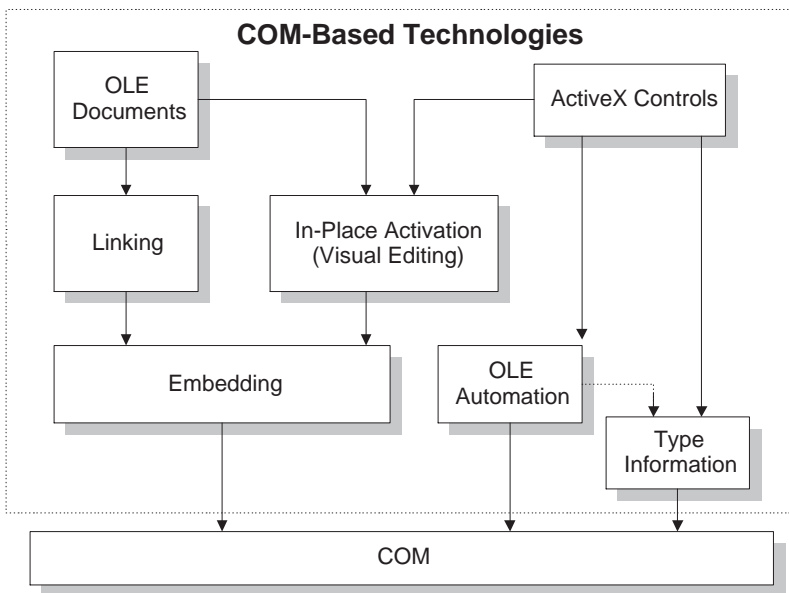 COM-Based Technologies
OLE
Documents
ActiveX Controls
Linking
In-Place Activation
(Visual Editing)
Embedding
OLE
Automation
Type
Information
COM